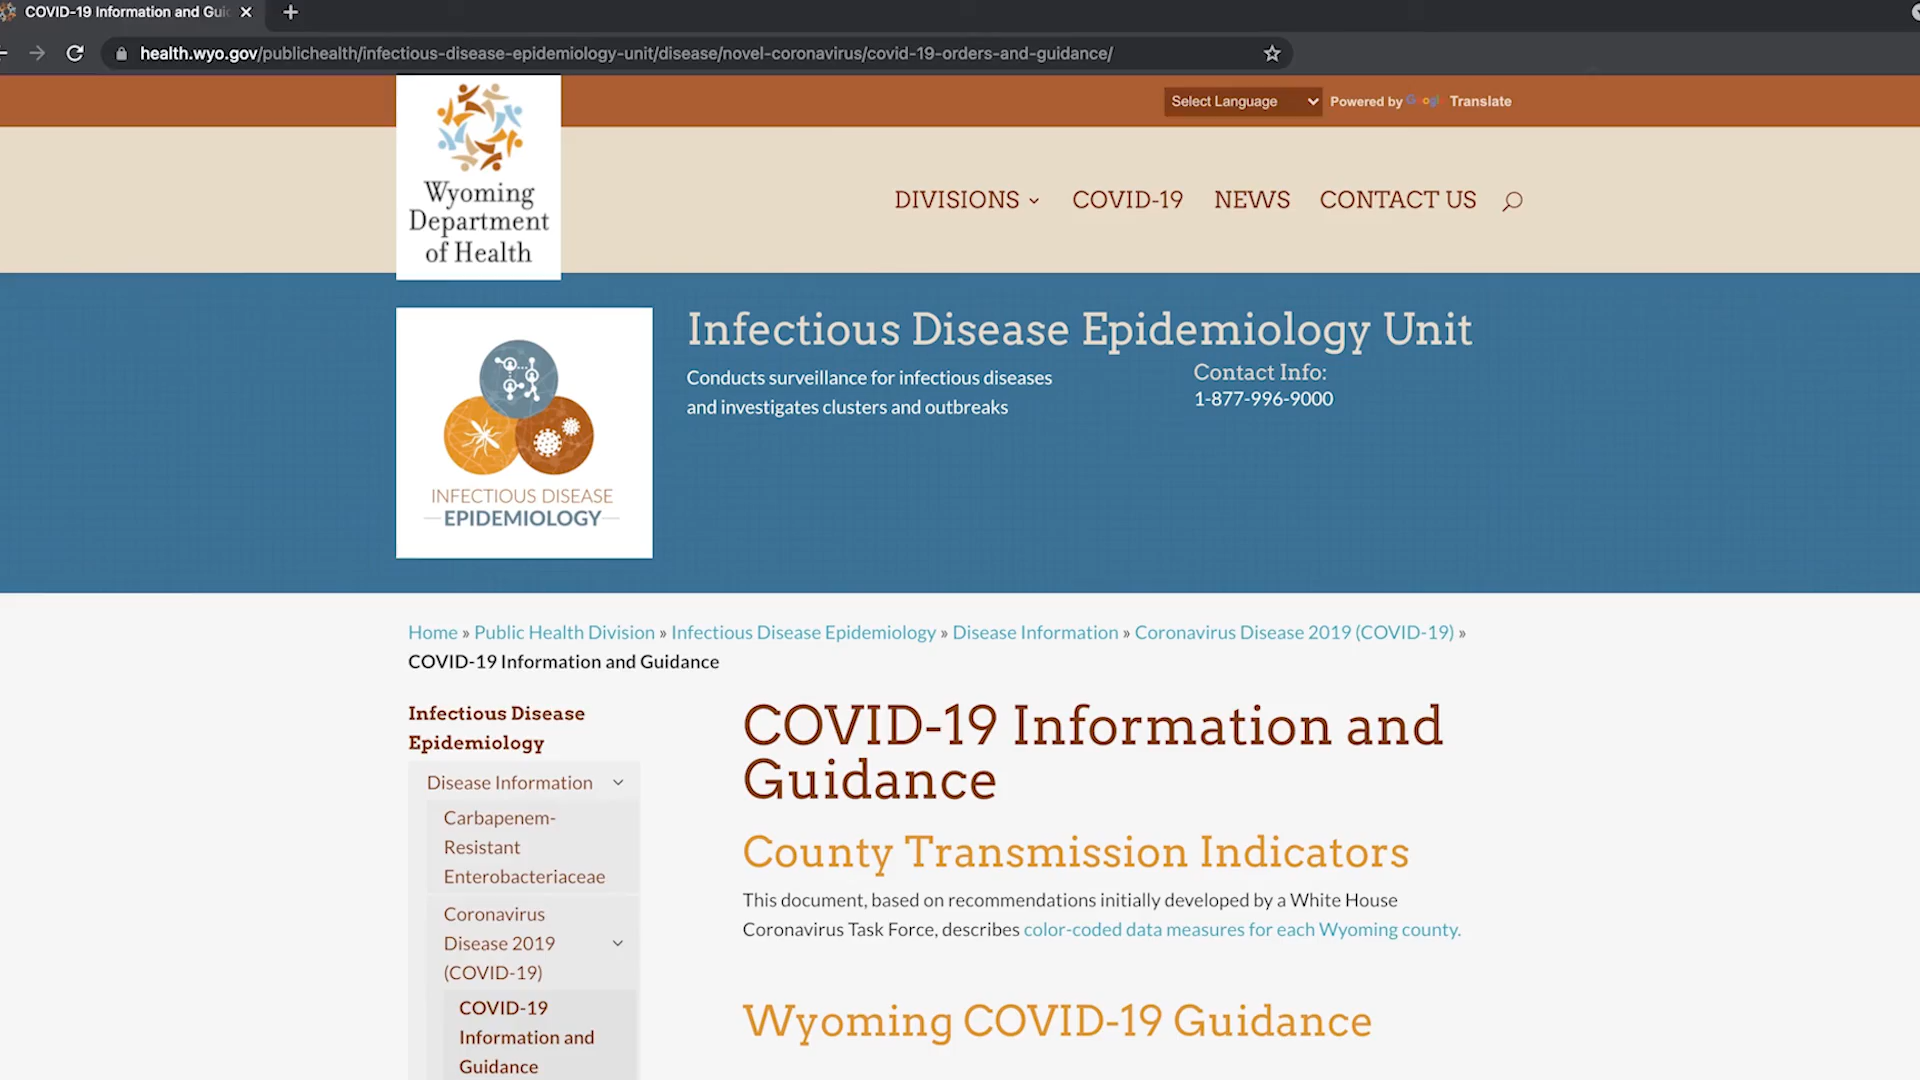 COVID-19 Information and Gui
health.wyo.gov/publichealth/infectious-disease-epidemiology-unit/disease/novel-coronavirus/covid-19-orders-and-guidance/
Select Language
Powered by Googl Translate
Wyoming
Department
of Health
DIVISIONS
COVID-19
NEWS
CONTACT US
INFECTIOUS DISEASE
EPIDEMIOLOGY
Infectious Disease Epidemiology Unit
Conducts surveillance for infectious diseases
and investigates clusters and outbreaks
Contact Info:
1-877-996-9000
Home » Public Health Division » Infectious Disease Epidemiology » Disease Information » Coronavirus Disease 2019 (COVID-19) »
COVID-19 Information and Guidance
Infectious Disease
Epidemiology
Disease Information
Carbapenem-
Resistant
Enterobacteriaceae
Coronavirus
Disease 2019
(COVID-19)
COVID-19
Information and
Guidance
COVID-19 Information and
Guidance
County Transmission Indicators
This document, based on recommendations initially developed by a White House
Coronavirus Task Force, describes color-coded data measures for each Wyoming county.
Wyoming COVID-19 Guidance